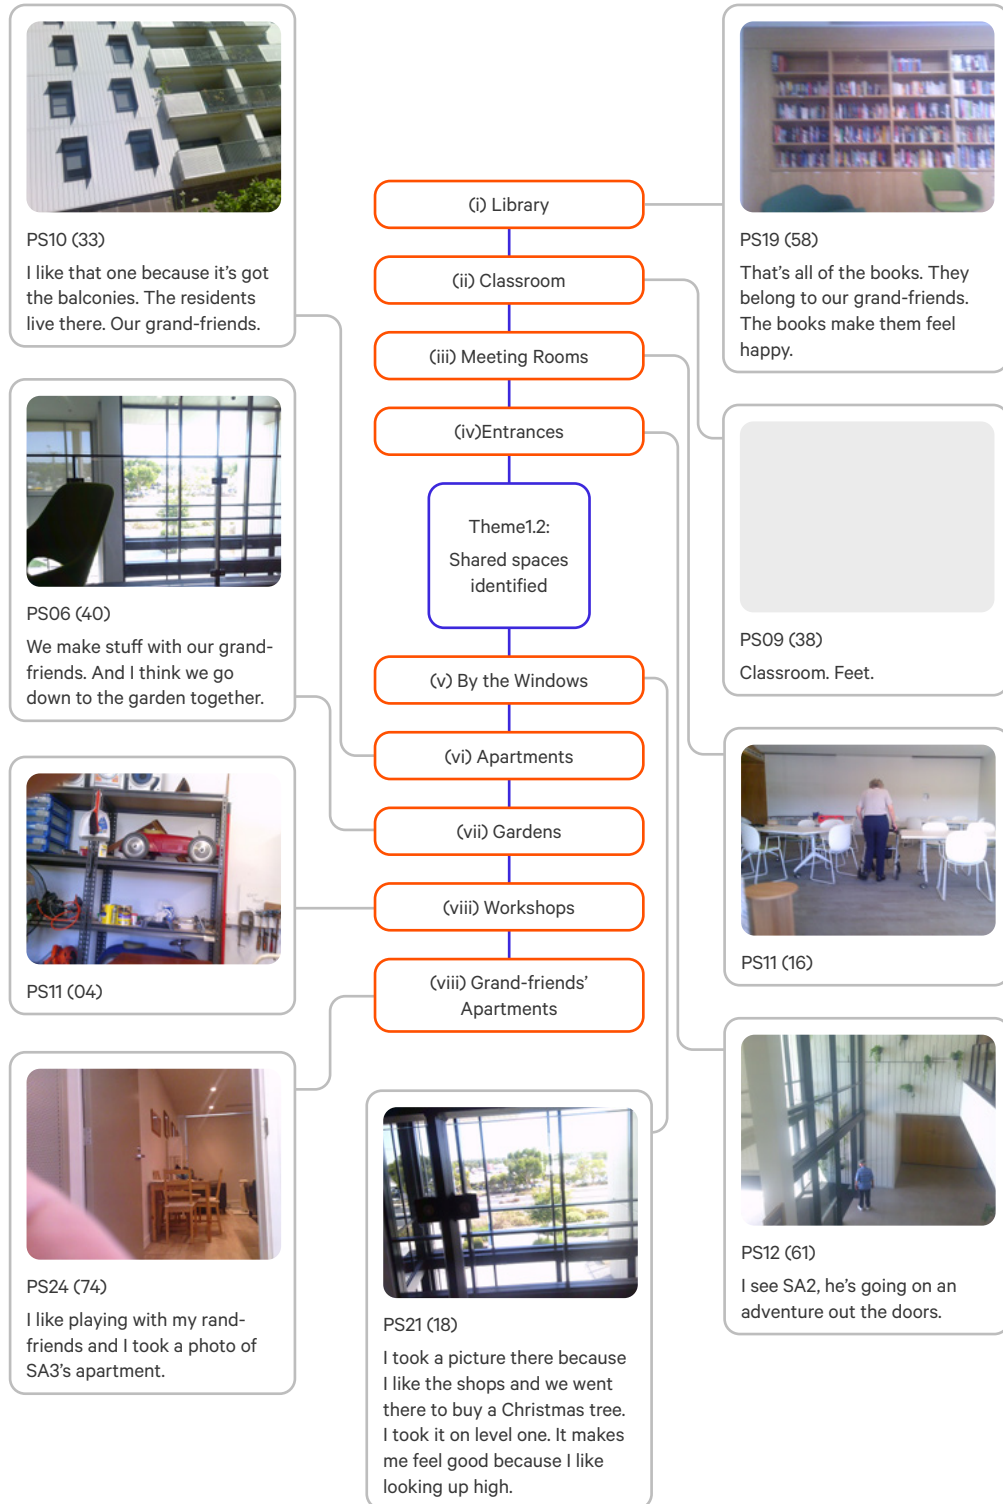 PS10 (33)
I like that one because it's got
the balconies. The residents
live there. Our grand-friends.
PS06 (40)
We make stuff with our grand-
friends. And I think we go
down to the garden together.
PS11 (04)
PS24 (74)
I like playing with my rand-
friends and I took a photo of
SA3's apartment.
(i) Library
(ii) Classroom
(iii) Meeting Rooms
(iv)Entrances
Theme1.2:
Shared spaces
identified
(v) By the Windows
(vi) Apartments
(vii) Gardens
(viii) Workshops
(viii) Grand-friends’
Apartments
PS21 (18)
I took a picture there because
I like the shops and we went
there to buy a Christmas tree.
I took it on level one. It makes
me feel good because I like
looking up high.
PS19 (58)
That's all of the books. They
belong to our grand-friends.
The books make them feel
happy.
PS09 (38)
Classroom. Feet.
PS11 (16)
PS12 (61)
I see SA2, he's going on an
adventure out the doors.